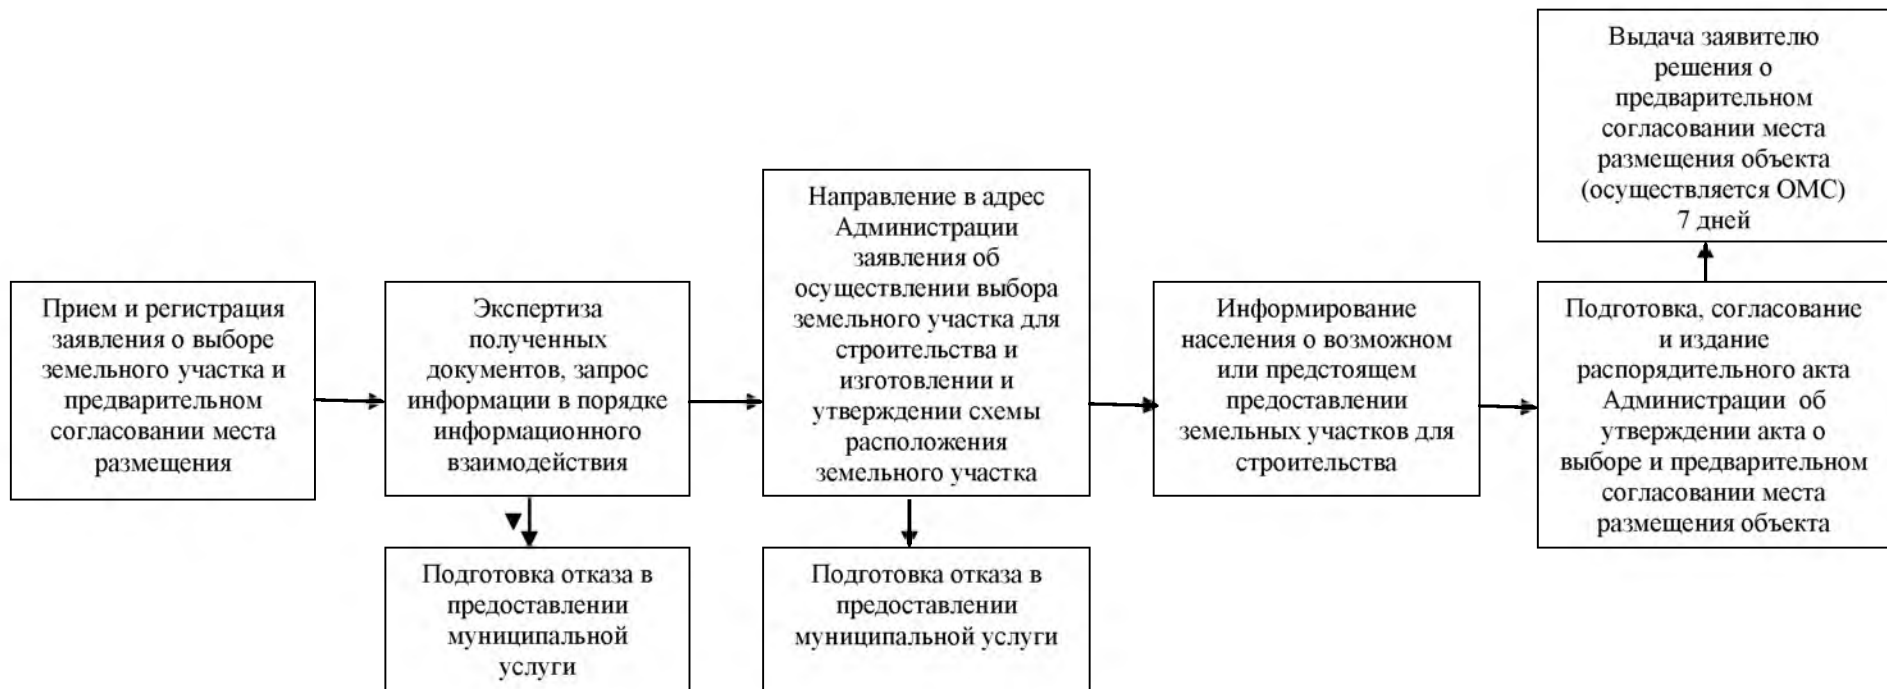 Прием и регистрация
заявления о выборе
земельного участка и
предварительном
согласовании места
размещения
Экспертиза
полученных
документов, запрос
информации в порядке
информационного
взаимодействия
Подготовка отказа в
предоставлении
муниципальной
услуги
Направление в адрес
Администрации
заявления об
осуществлении выбора
земельного участка для
строительства и
изготовлении и
утверждении схемы
расположения
земельного участка
Подготовка отказа в
предоставлении
муниципальной услуги
Информирование
населения о возможном
или предстоящем
предоставлении
земельных участков для
строительства
Подготовка, согласование
и издание
распорядительного акта
Администрации об
утверждении акта о
выборе и предварительном
согласовании места
размещения объекта
Выдача заявителю
решения о
предварительном
согласовании места
размещения объекта
(осуществляется ОМС)
7 дней